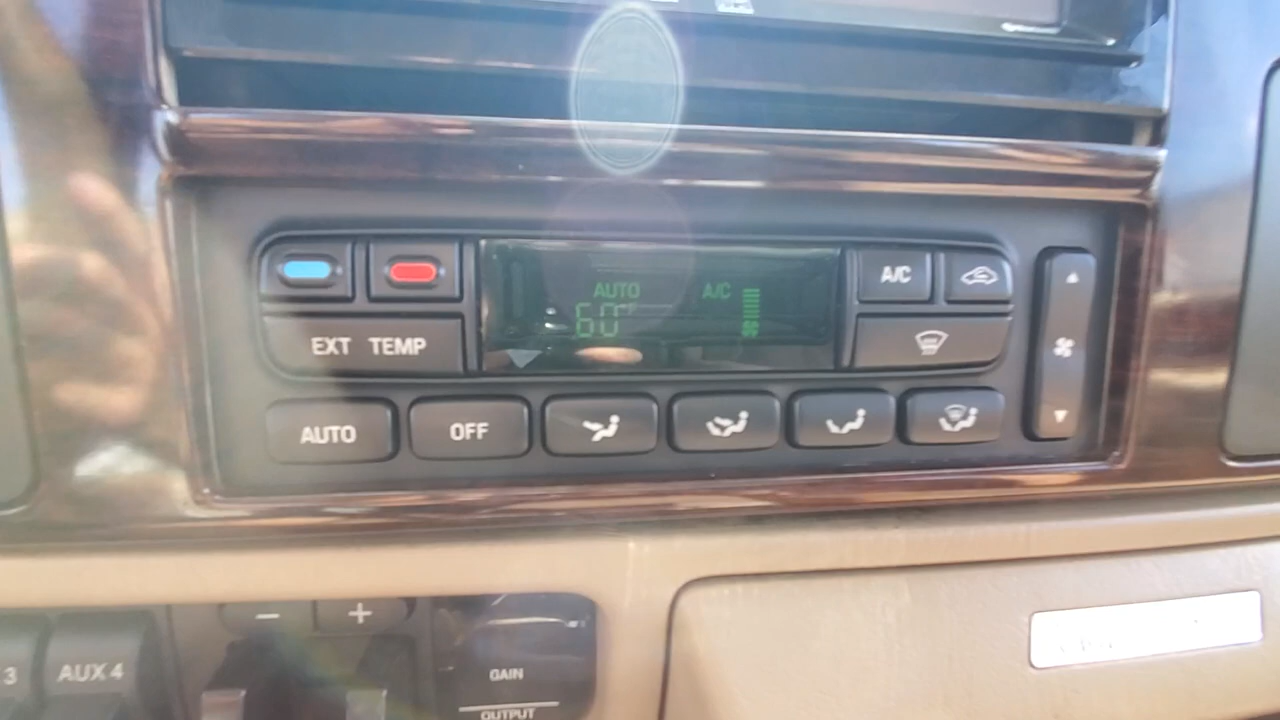 AUTO A/C
60°F
A/C
EXT TEMP
AUTO OFF
3 AUX 4 - +
GAIN
OUTPUT